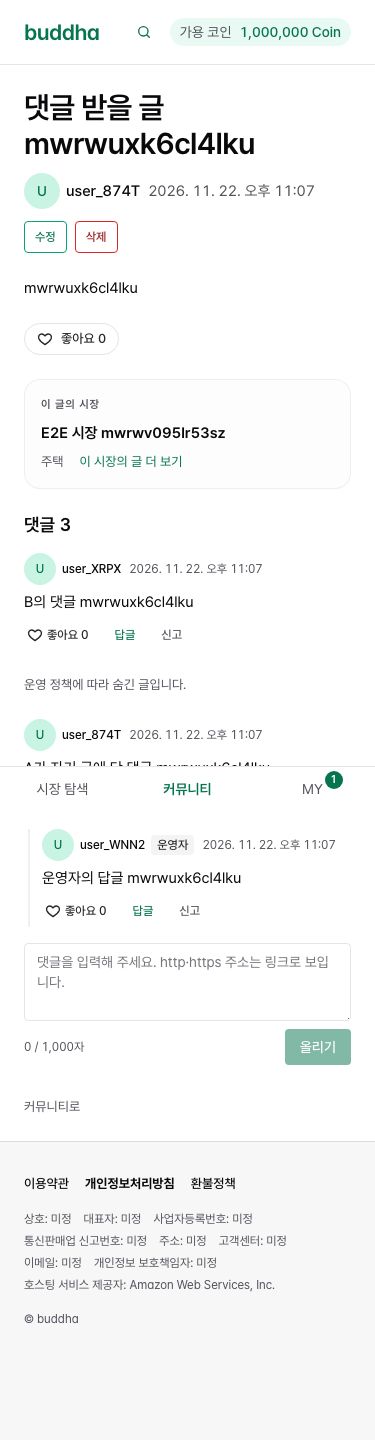 buddha
가용 코인 1,000,000 Coin
댓글 받을 글
mwrwuxk6cl4lku
U user_874T 2026. 11. 22. 오후 11:07
수정 삭제
mwrwuxk6cl4lku
좋아요 0
이 글의 시장
E2E 시장 mwrwv095lr53sz
주택 이 시장의 글 더 보기
댓글 3
U user_XRPX 2026. 11. 22. 오후 11:07
B의 댓글 mwrwuxk6cl4lku
좋아요 0 답글 신고
운영 정책에 따라 숨긴 글입니다.
U user_874T 2026. 11. 22. 오후 11:07
A가 자기 글에 단 댓글 mwrwuxk6cl4lku
시장 탐색 커뮤니티 MY 1
U user_WNN2 운영자 2026. 11. 22. 오후 11:07
운영자의 답글 mwrwuxk6cl4lku
좋아요 0 답글 신고
댓글을 입력해 주세요. http·https 주소는 링크로 보입
니다.
0 / 1,000자 올리기
커뮤니티로
이용약관 개인정보처리방침 환불정책
상호: 미정 대표자: 미정 사업자등록번호: 미정
통신판매업 신고번호: 미정 주소: 미정 고객센터: 미정
이메일: 미정 개인정보 보호책임자: 미정
호스팅 서비스 제공자: Amazon Web Services, Inc.
© buddha